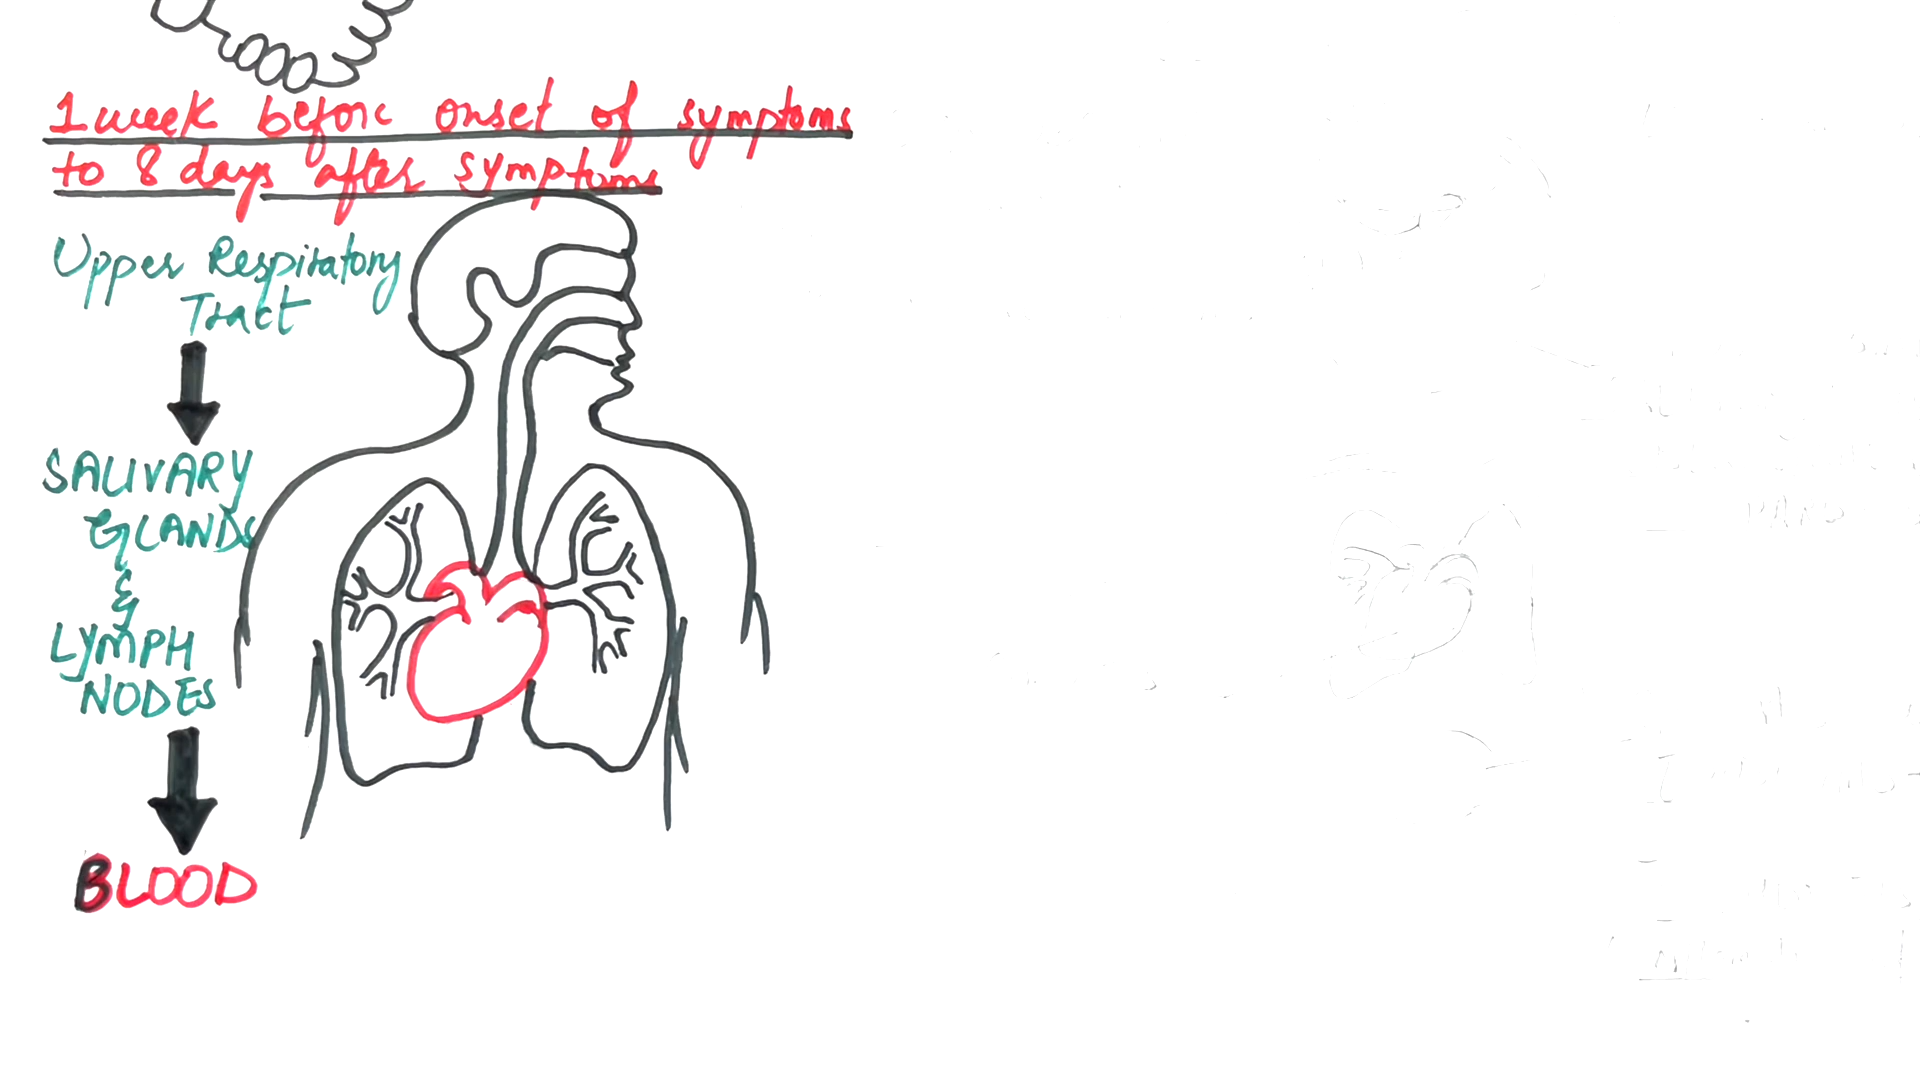 1 week before onset of symptoms
to 8 days after symptoms
Upper Respiratory
Tract
SALIVARY
GLANDS
&
LYMPH
NODES
BLOOD